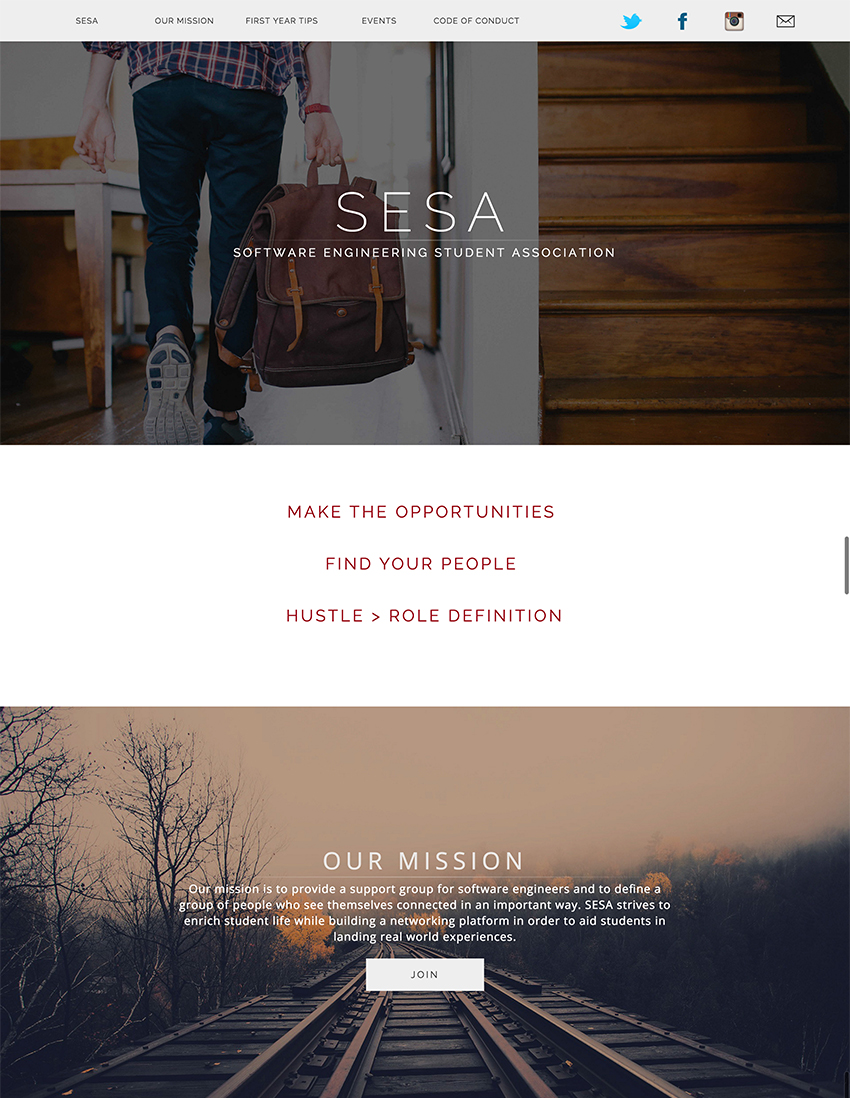 SESA
OUR MISSION
FIRST YEAR TIPS
EVENTS
CODE OF CONDUCT
SESA
SOFTWARE ENGINEERING STUDENT ASSOCIATION
MAKE THE OPPORTUNITIES
FIND YOUR PEOPLE
HUSTLE > ROLE DEFINITION
OUR MISSION
Our mission is to provide a support group for software engineers and to define a
group of people who see themselves connected in an important way. SESA strives to
enrich student life while building a networking platform in order to aid students in
landing real world experiences.
JOIN